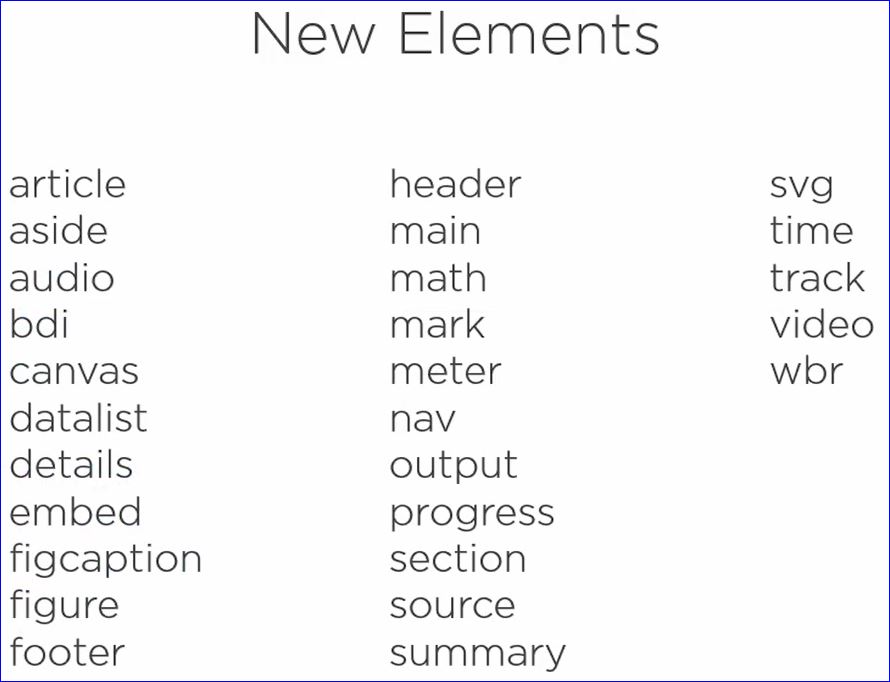 New Elements
article
aside
audio
bdi
canvas
datalist
details
embed
figcaption
figure
footer
header
main
math
mark
meter
nav
output
progress
section
source
summary
svg
time
track
video
wbr